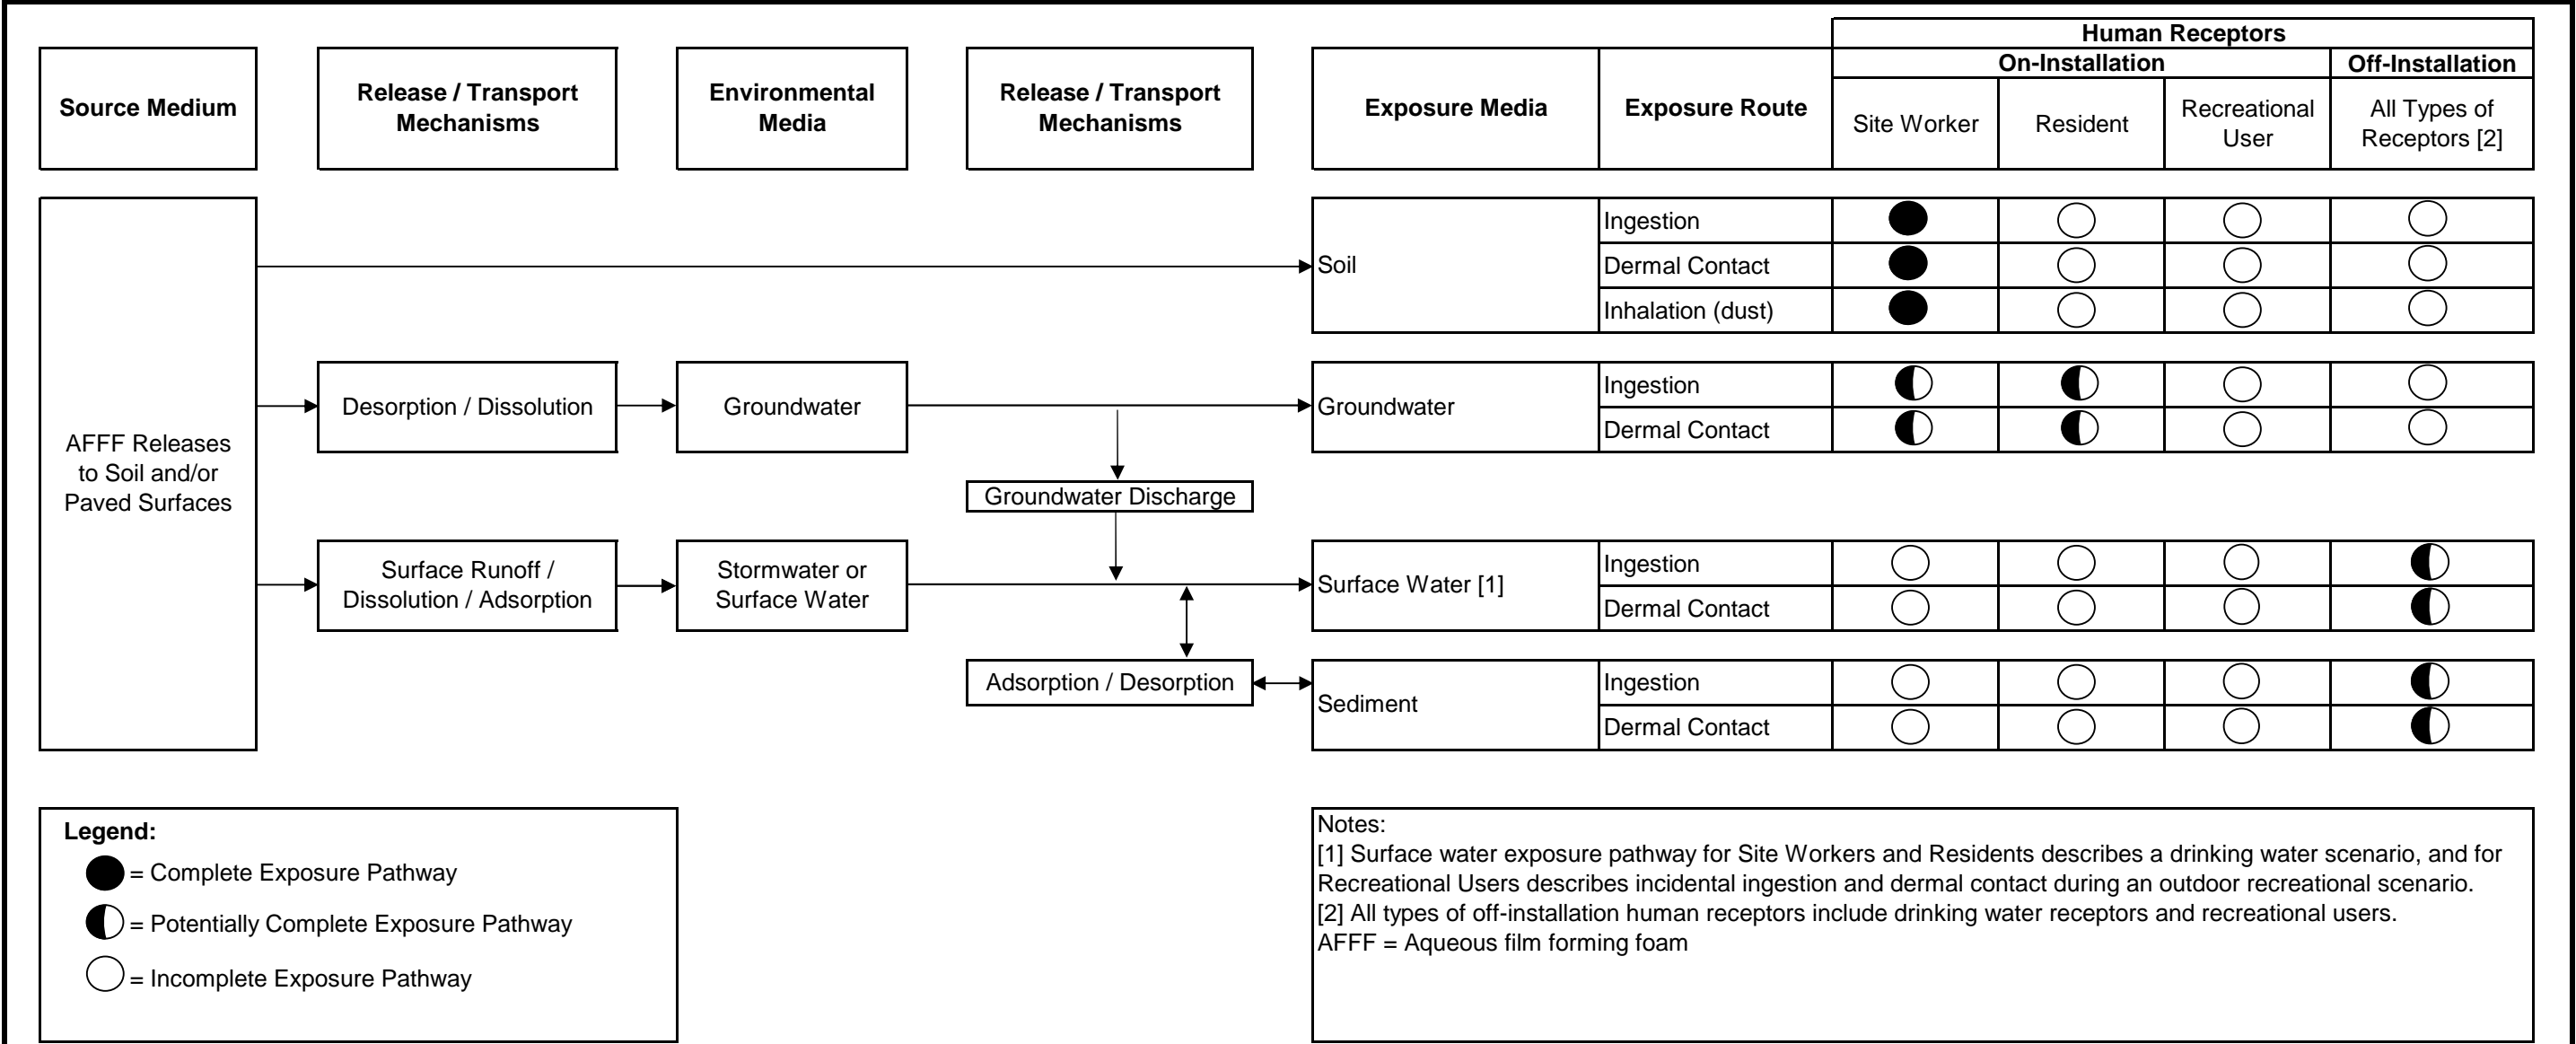 Human Receptors
On-Installation
Off-Installation
Source Medium
Release / Transport
Mechanisms
Environmental
Media
Release / Transport
Mechanisms
Exposure Media
Exposure Route
Site Worker
Resident
Recreational
User
All Types of
Receptors [2]
AFFF Releases
to Soil and/or
Paved Surfaces
Soil
Ingestion
Dermal Contact
Inhalation (dust)
Desorption / Dissolution
Groundwater
Groundwater
Ingestion
Dermal Contact
Groundwater Discharge
Surface Runoff /
Dissolution / Adsorption
Stormwater or
Surface Water
Surface Water [1]
Ingestion
Dermal Contact
Adsorption / Desorption
Sediment
Ingestion
Dermal Contact
Legend:
= Complete Exposure Pathway
= Potentially Complete Exposure Pathway
= Incomplete Exposure Pathway
Notes:
[1] Surface water exposure pathway for Site Workers and Residents describes a drinking water scenario, and for
Recreational Users describes incidental ingestion and dermal contact during an outdoor recreational scenario.
[2] All types of off-installation human receptors include drinking water receptors and recreational users.
AFFF = Aqueous film forming foam